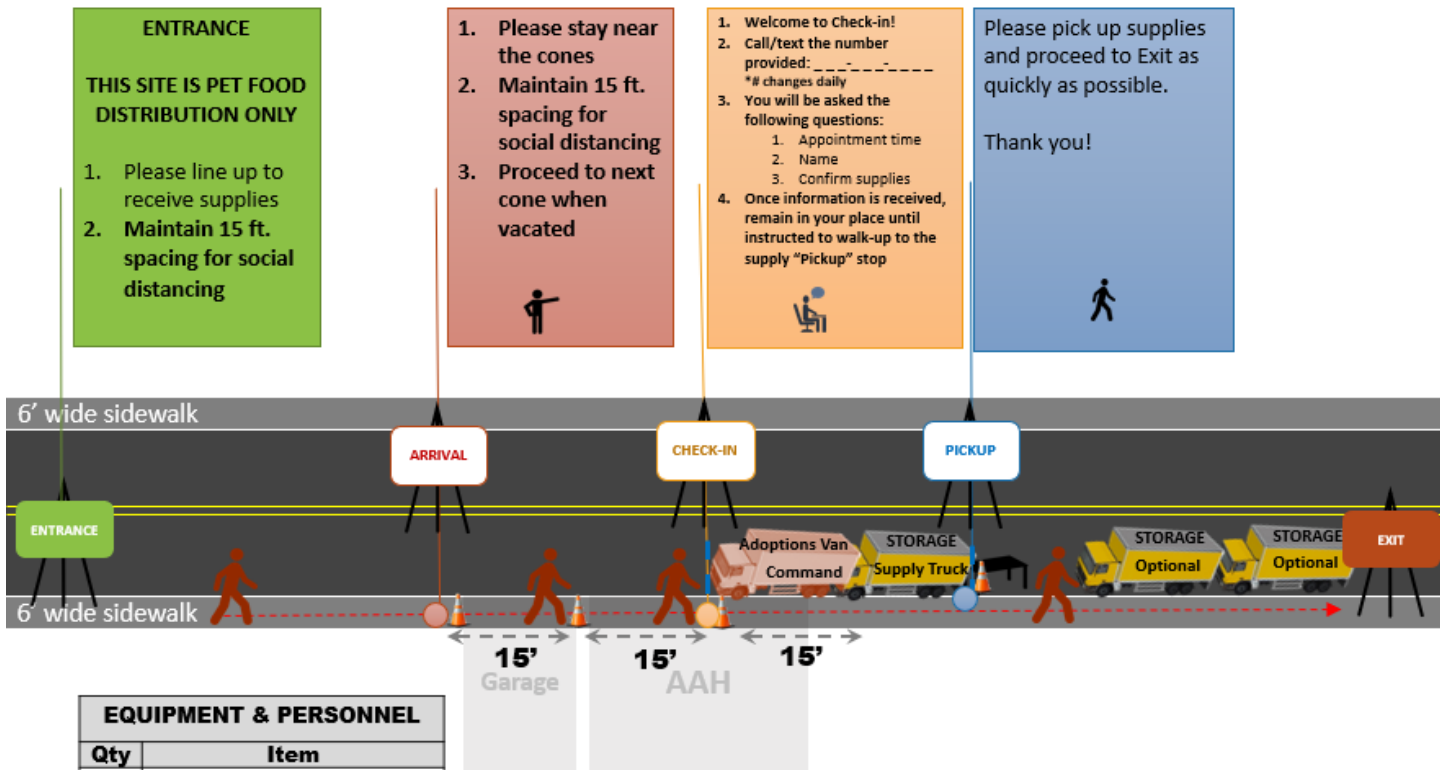 ENTRANCE
THIS SITE IS PET FOOD
DISTRIBUTION ONLY
1. Please line up to
receive supplies
2. Maintain 15 ft.
spacing for social
distancing
1. Please stay near
the cones
2. Maintain 15 ft.
spacing for
social distancing
3. Proceed to next
cone when
vacated
1. Welcome to Check-in!
2. Call/text the number
provided: _ _ _-_ _ _-_ _ _ _
*# changes daily
3. You will be asked the
following questions:
1. Appointment time
2. Name
3. Confirm supplies
4. Once information is received,
remain in your place until
instructed to walk-up to the
supply “Pickup” stop
Please pick up supplies
and proceed to Exit as
quickly as possible.
Thank you!
6’ wide sidewalk
ENTRANCE
ARRIVAL
CHECK-IN
PICKUP
EXIT
Adoptions Van
Command
STORAGE
Supply Truck
STORAGE
Optional
STORAGE
Optional
6’ wide sidewalk
15’
15’
15’
Garage
AAH
EQUIPMENT & PERSONNEL
Qty Item